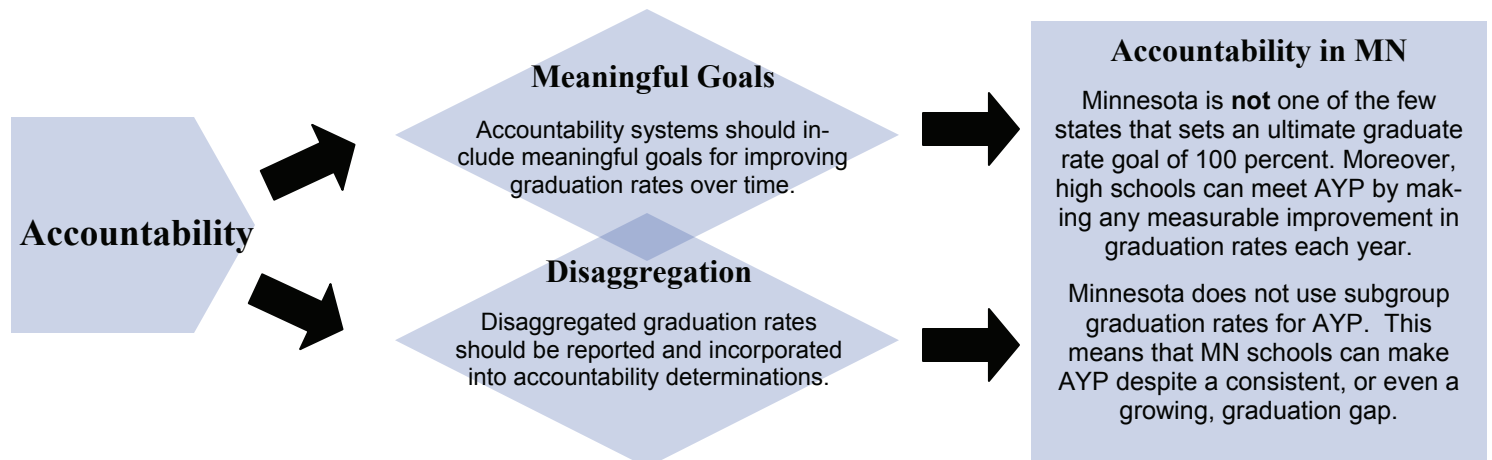 Accountability
Meaningful Goals
Accountability systems should in-
clude meaningful goals for improving
graduation rates over time.
Disaggregation
Disaggregated graduation rates
should be reported and incorporated
into accountability determinations.
Accountability in MN
Minnesota is not one of the few
states that sets an ultimate graduate
rate goal of 100 percent. Moreover,
high schools can meet AYP by mak-
ing any measurable improvement in
graduation rates each year.
Minnesota does not use subgroup
graduation rates for AYP.  This
means that MN schools can make
AYP despite a consistent, or even a
growing, graduation gap.